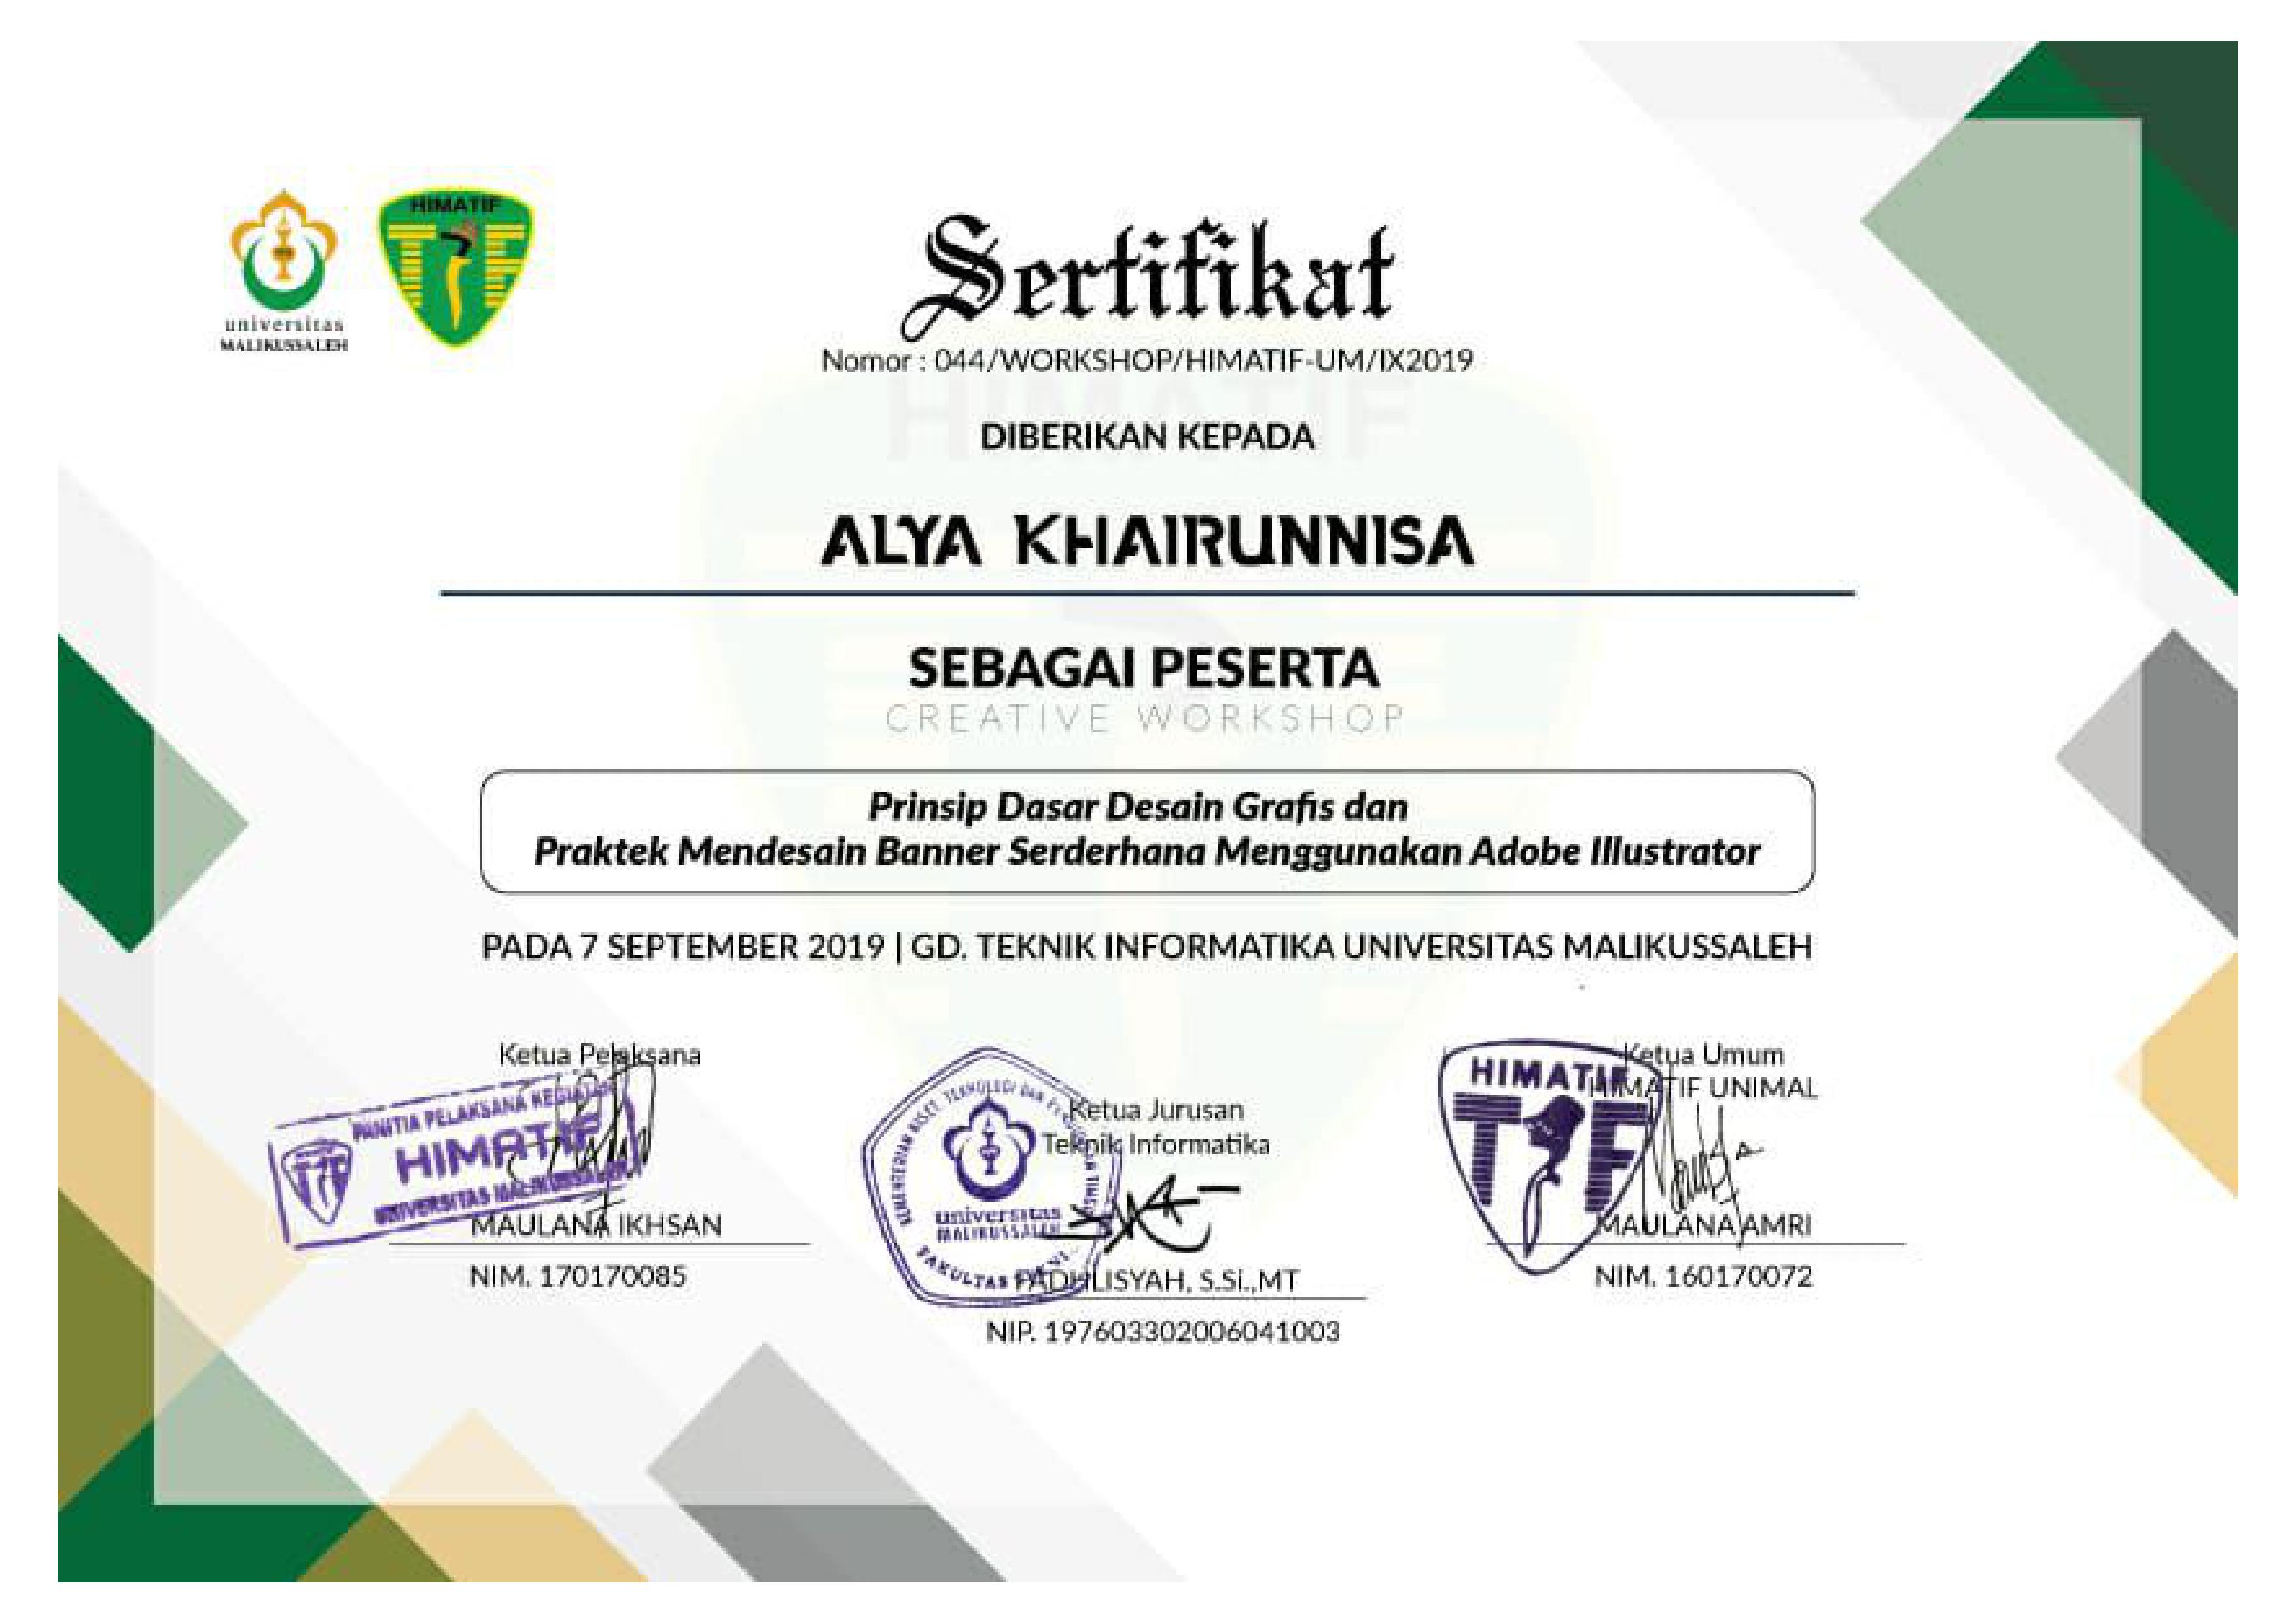 universitas
MALIKUSSALEH
HIMATIF
TIF
Sertifikat
Nomor : 044/WORKSHOP/HIMATIF-UM/IX2019
DIBERIKAN KEPADA
ALYA KHAIRUNNISA
SEBAGAI PESERTA
CREATIVE WORKSHOP
Prinsip Dasar Desain Grafis dan
Praktek Mendesain Banner Serderhana Menggunakan Adobe Illustrator
PADA 7 SEPTEMBER 2019 | GD. TEKNIK INFORMATIKA UNIVERSITAS MALIKUSSALEH
Ketua Pelaksana
PANITIA PELAKSANA KEGIATAN
HIMATIF
UNIVERSITAS MALIKUSSALEH
MAULANA IKHSAN
NIM. 170170085
Ketua Jurusan
Teknik Informatika
universitas
MALIKUSSALEH
FADHLISYAH, S.Si.,MT
NIP. 197603302006041003
Ketua Umum
HIMATIF UNIMAL
HIMATIF
TIF
MAULANA AMRI
NIM. 160170072